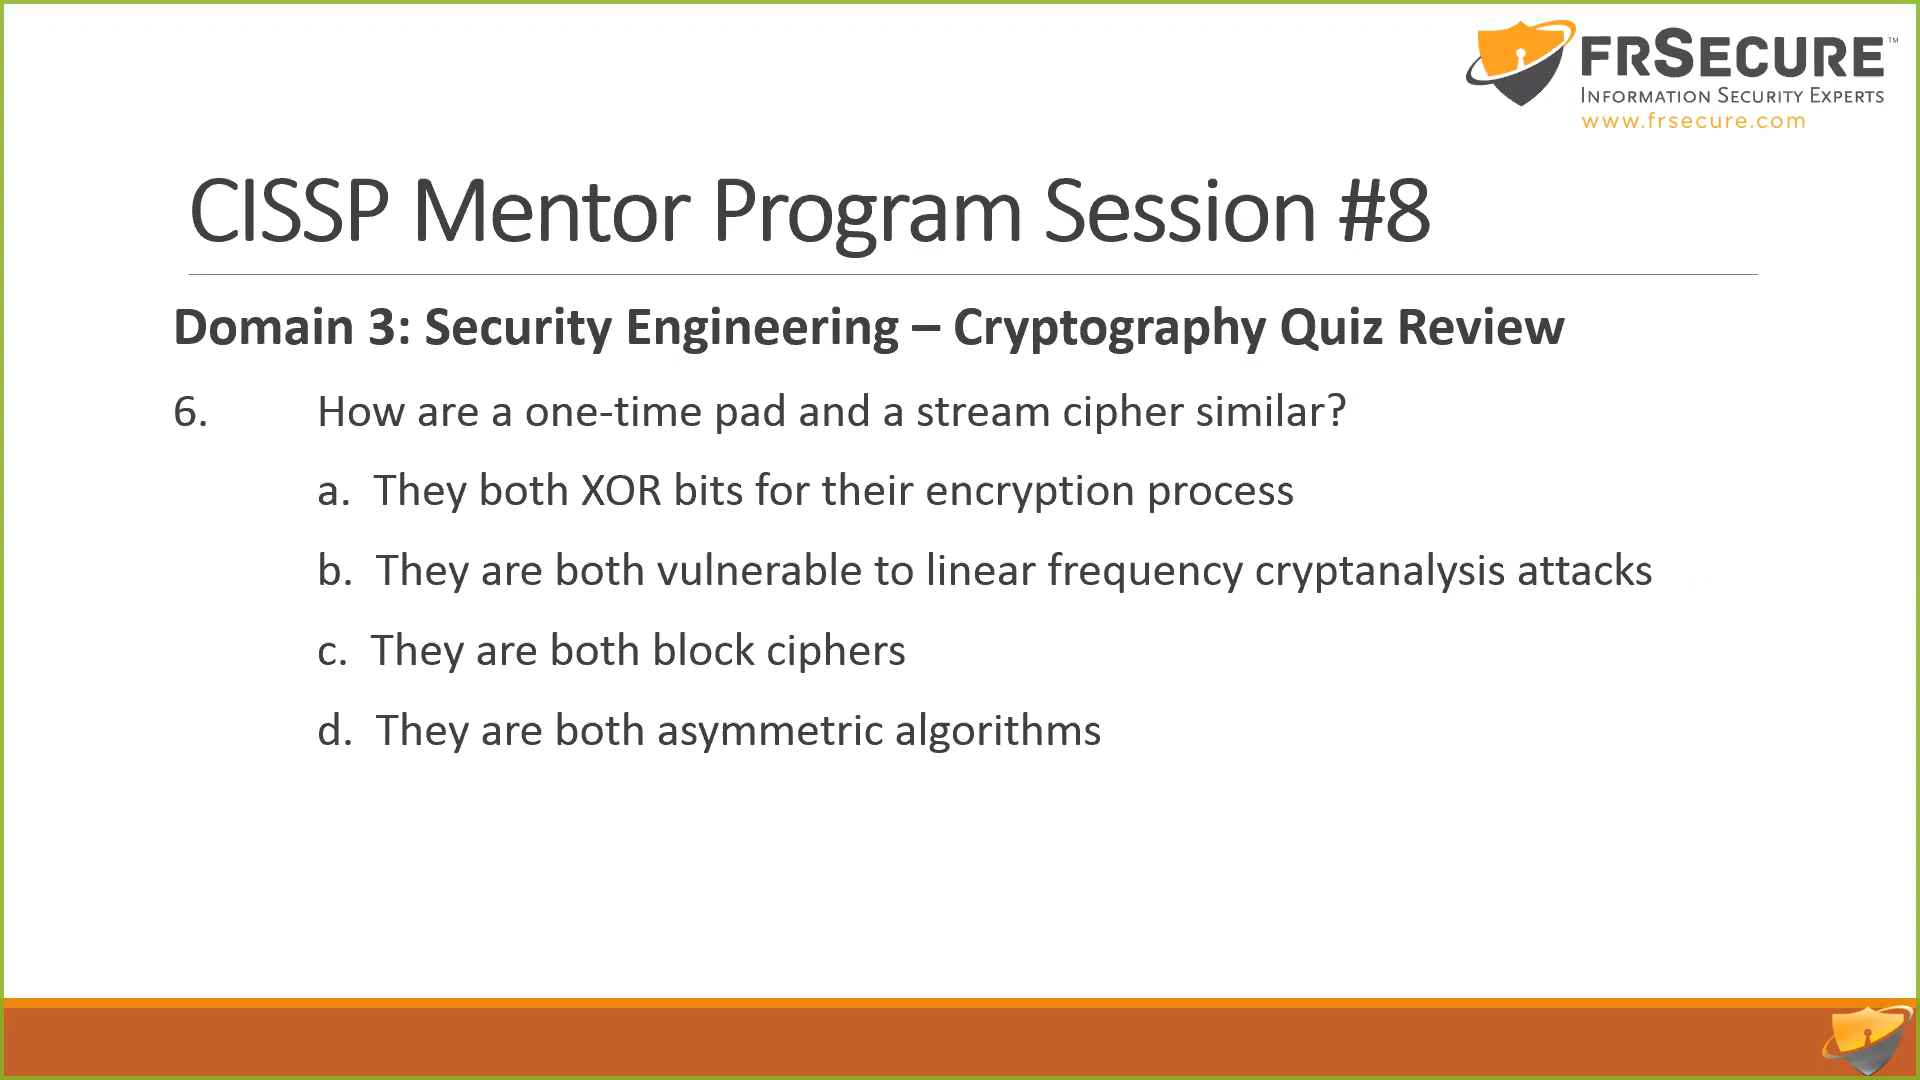 FRSECURE™
INFORMATION SECURITY EXPERTS
www.frsecure.com
CISSP Mentor Program Session #8
Domain 3: Security Engineering – Cryptography Quiz Review
6. How are a one-time pad and a stream cipher similar?
a. They both XOR bits for their encryption process
b. They are both vulnerable to linear frequency cryptanalysis attacks
c. They are both block ciphers
d. They are both asymmetric algorithms